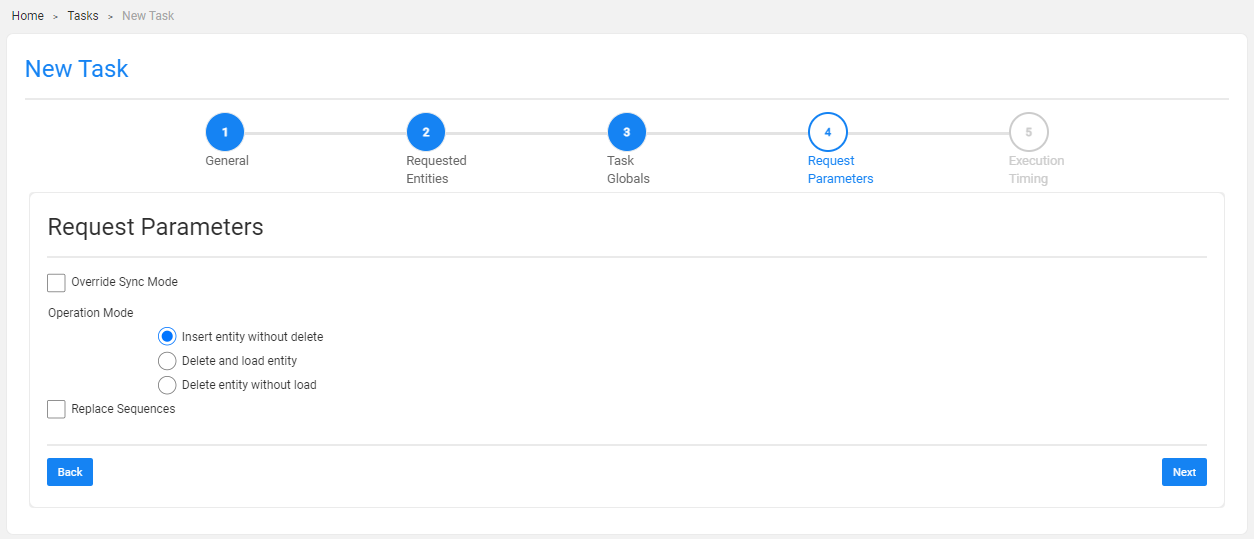 Home > Tasks > New Task
New Task
1 2 3 4 5
General Requested Entities Task Globals Request Parameters Execution Timing
Request Parameters
Override Sync Mode
Operation Mode
Insert entity without delete
Delete and load entity
Delete entity without load
Replace Sequences
Back Next